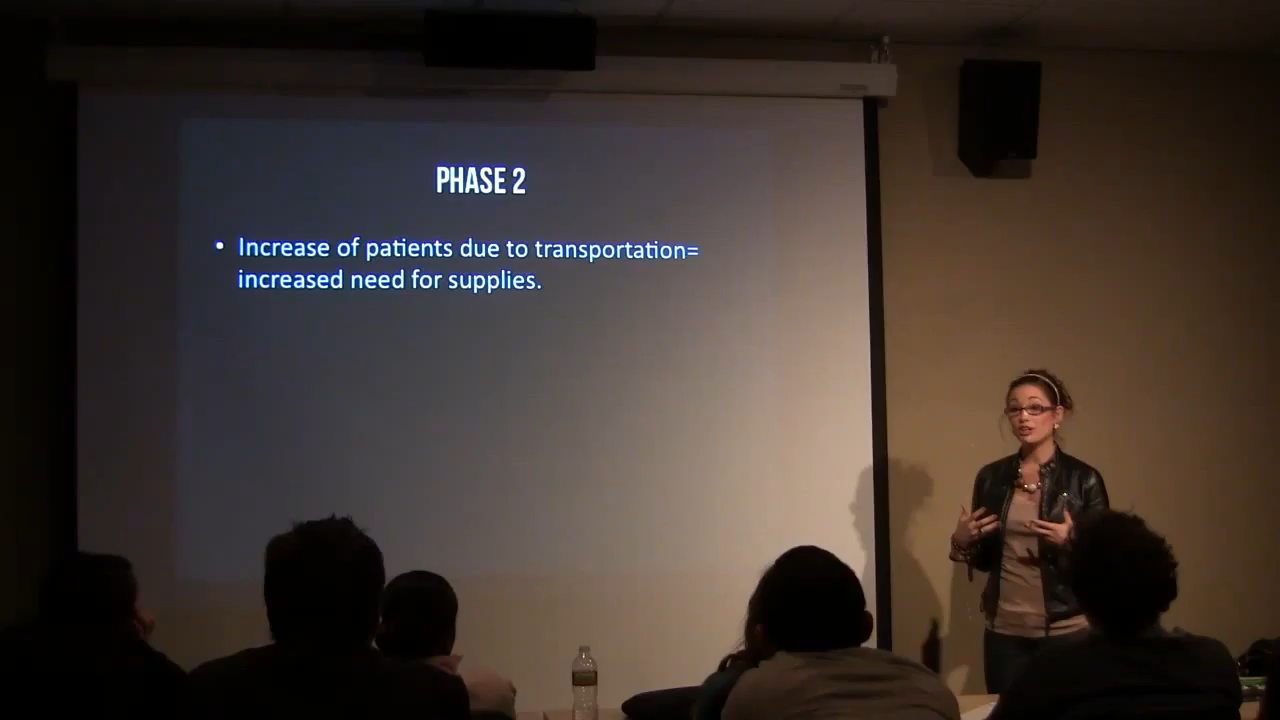 PHASE 2
• Increase of patients due to transportation=
increased need for supplies.